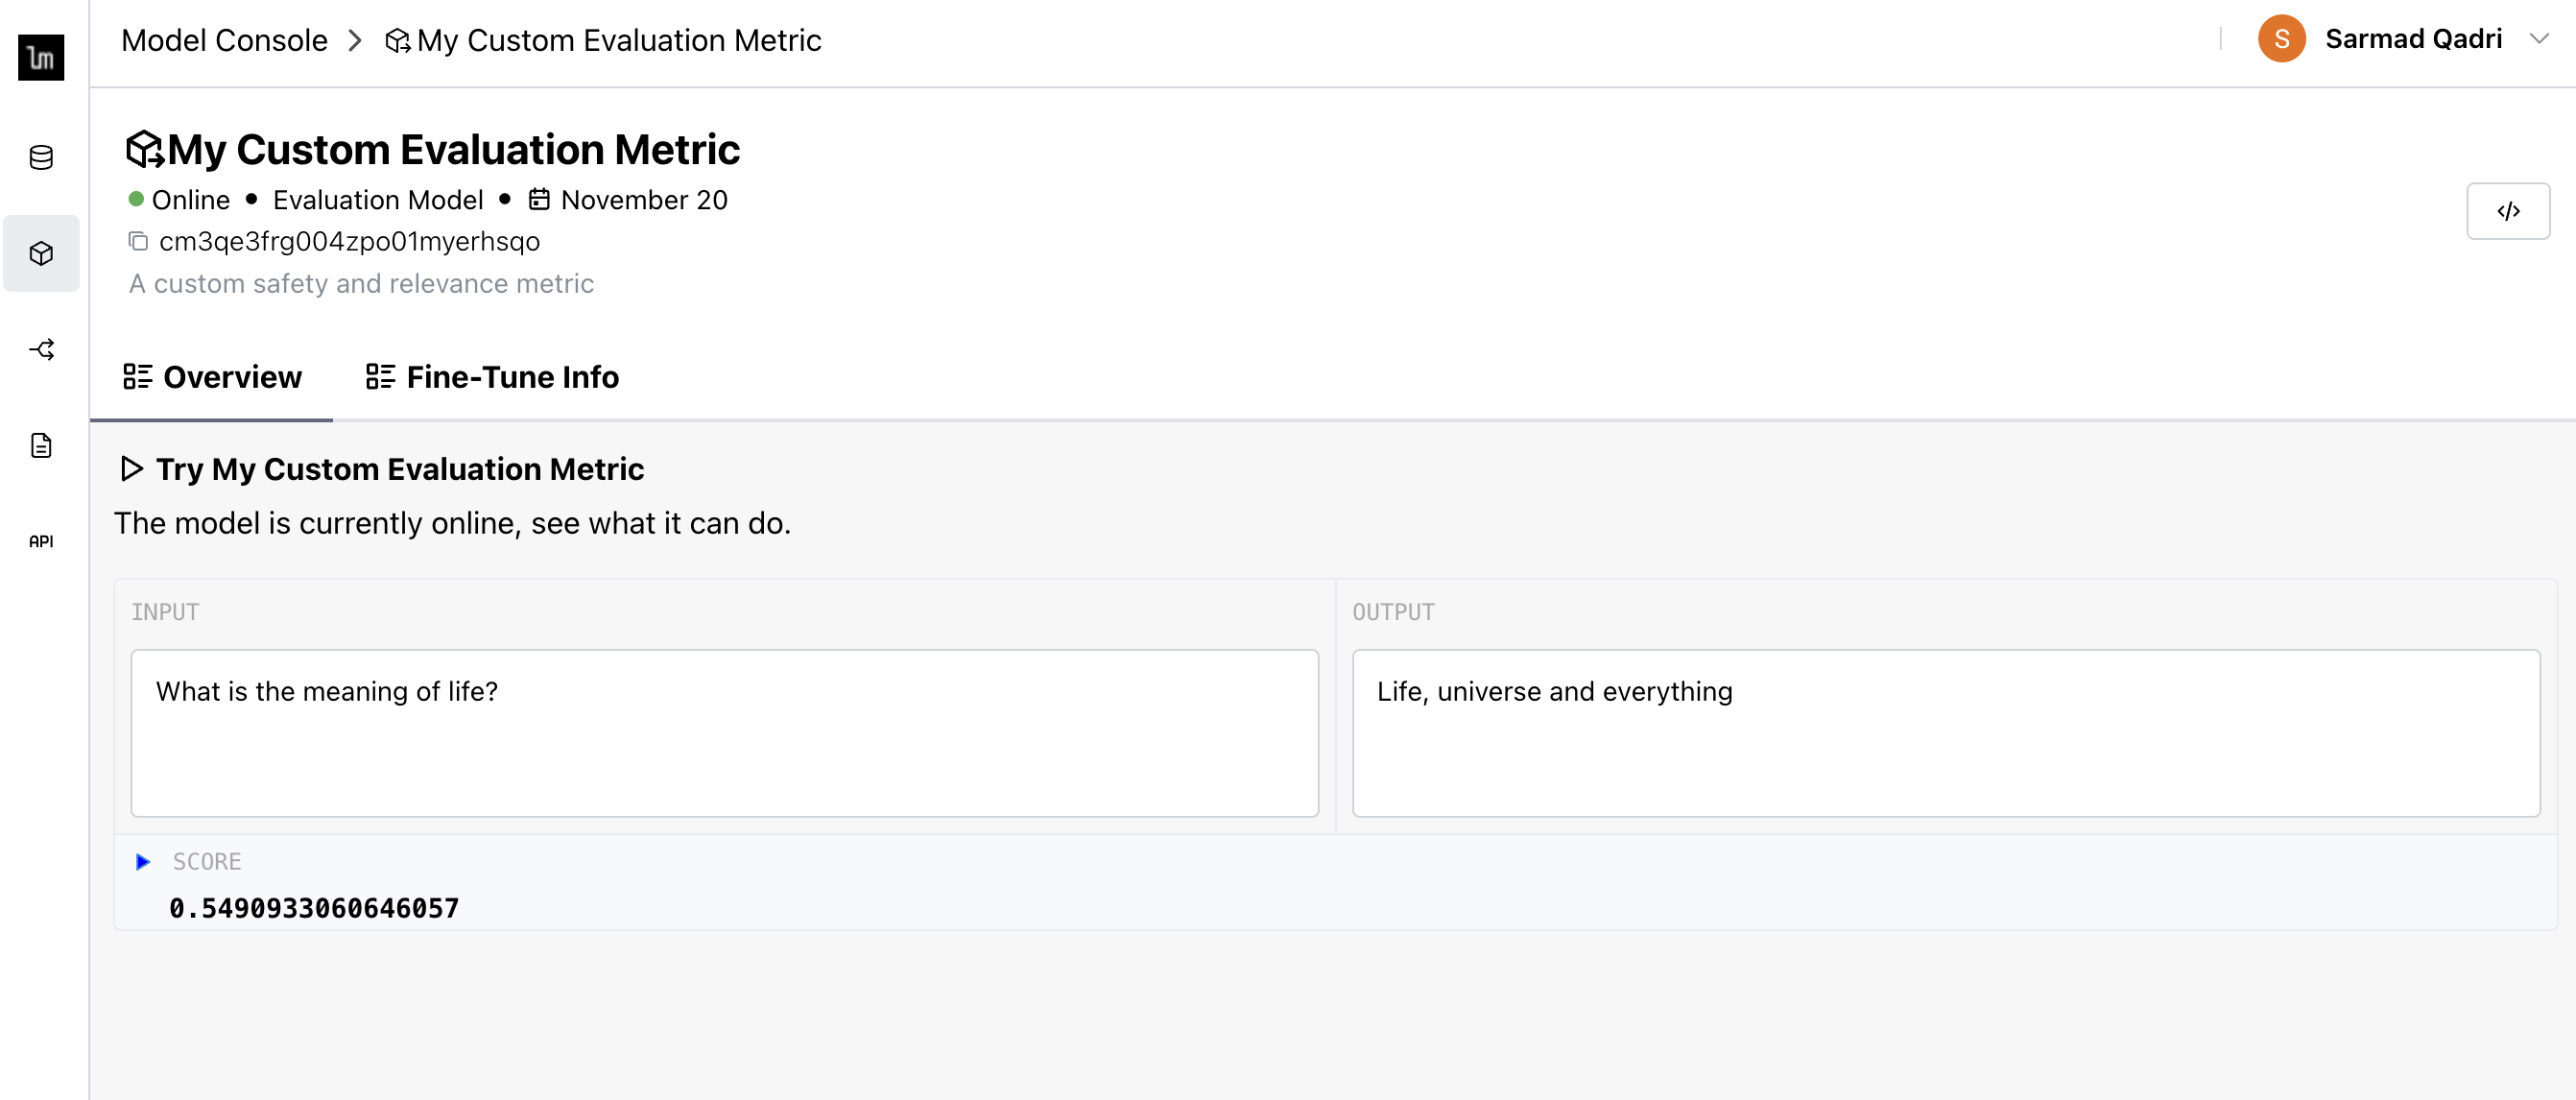 lm
Model Console > My Custom Evaluation Metric
S Sarmad Qadri
My Custom Evaluation Metric
Online • Evaluation Model • November 20
</>
cm3qe3frg004zpo01myerhsqo
A custom safety and relevance metric
Overview
Fine-Tune Info
Try My Custom Evaluation Metric
The model is currently online, see what it can do.
API
INPUT
OUTPUT
What is the meaning of life?
Life, universe and everything
SCORE
0.5490933060646057